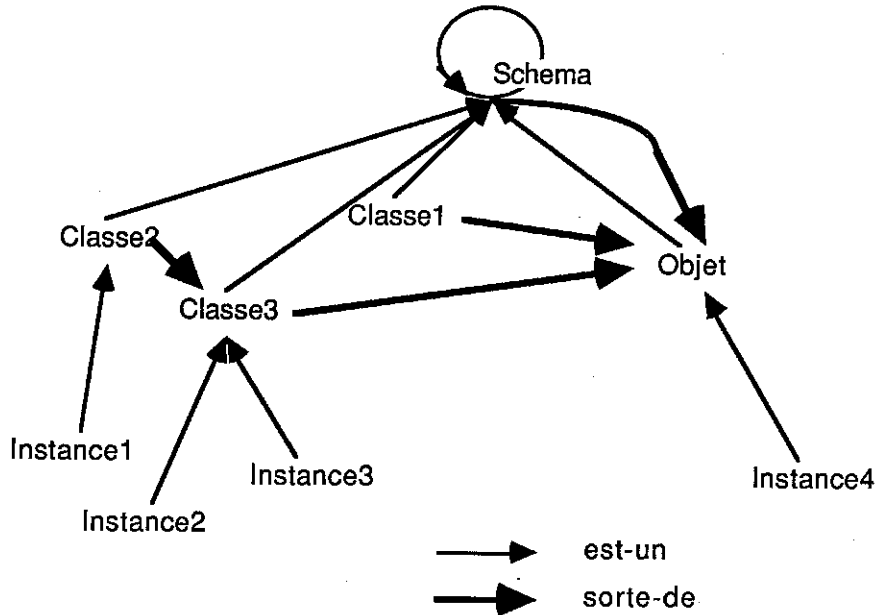 Schema
Classe1
Classe2
Objet
Classe3
Instance1
Instance3
Instance4
Instance2
est-un
sorte-de